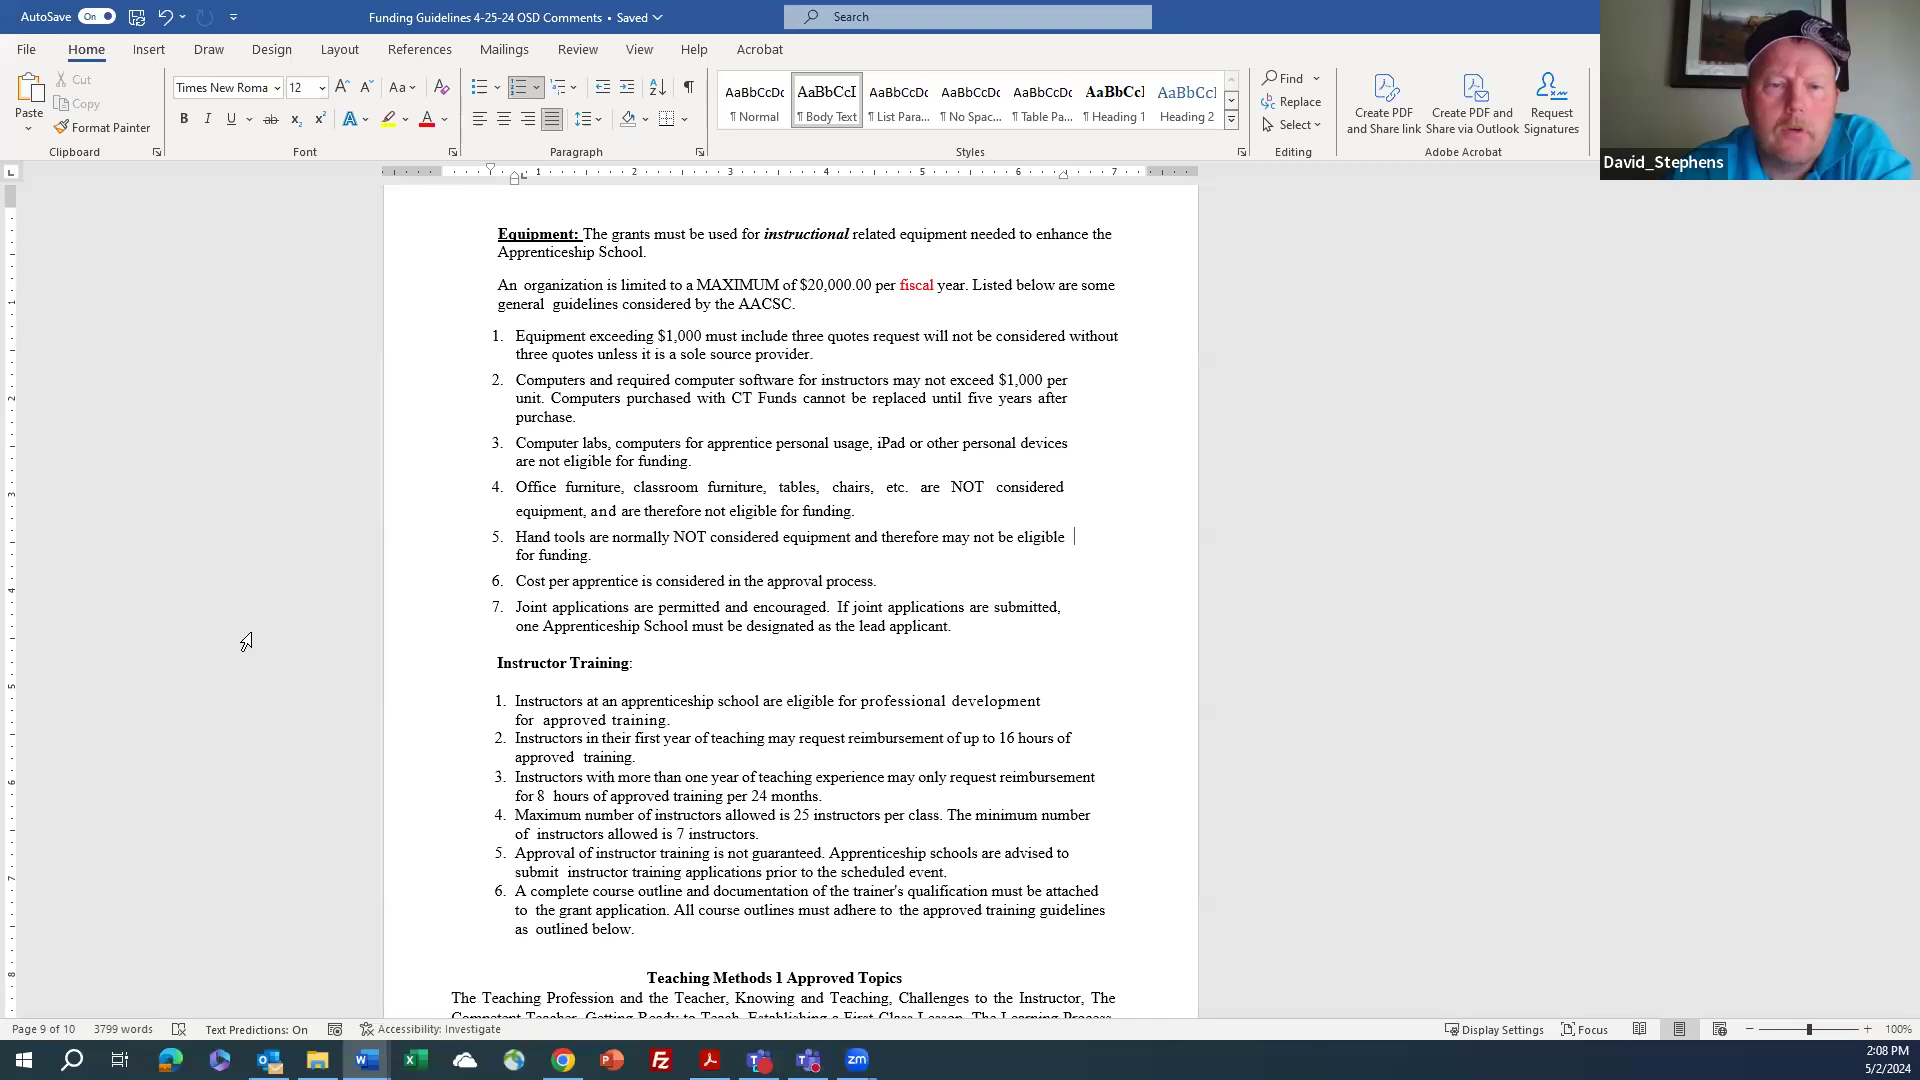 AutoSave On Funding Guidelines 4-25-24 OSD Comments • Saved Search
File Home Insert Draw Design Layout References Mailings Review View Help Acrobat
Paste Cut Copy Format Painter
Times New Roma 12 Aa
AaBbCcDc AaBbCcI AaBbCcDc AaBbCcDc AaBbCcDc AaBbCcI AaBbCcI
¶ Normal ¶ Body Text ¶ List Para... ¶ No Spac... ¶ Table Pa... ¶ Heading 1 Heading 2
Find Replace Select
Create PDF and Share link Create PDF and Share via Outlook Request Signatures
Clipboard Font Paragraph Styles Editing Adobe Acrobat
David_Stephens
1 2 3 4 5 6 7
Equipment: The grants must be used for instructional related equipment needed to enhance the
Apprenticeship School.
An organization is limited to a MAXIMUM of $20,000.00 per fiscal year. Listed below are some
general guidelines considered by the AACSC.
1. Equipment exceeding $1,000 must include three quotes request will not be considered without
three quotes unless it is a sole source provider.
2. Computers and required computer software for instructors may not exceed $1,000 per
unit. Computers purchased with CT Funds cannot be replaced until five years after
purchase.
3. Computer labs, computers for apprentice personal usage, iPad or other personal devices
are not eligible for funding.
4. Office furniture, classroom furniture, tables, chairs, etc. are NOT considered
equipment, and are therefore not eligible for funding.
5. Hand tools are normally NOT considered equipment and therefore may not be eligible
for funding.
6. Cost per apprentice is considered in the approval process.
7. Joint applications are permitted and encouraged. If joint applications are submitted,
one Apprenticeship School must be designated as the lead applicant.
Instructor Training:
1. Instructors at an apprenticeship school are eligible for professional development
for approved training.
2. Instructors in their first year of teaching may request reimbursement of up to 16 hours of
approved training.
3. Instructors with more than one year of teaching experience may only request reimbursement
for 8 hours of approved training per 24 months.
4. Maximum number of instructors allowed is 25 instructors per class. The minimum number
of instructors allowed is 7 instructors.
5. Approval of instructor training is not guaranteed. Apprenticeship schools are advised to
submit instructor training applications prior to the scheduled event.
6. A complete course outline and documentation of the trainer's qualification must be attached
to the grant application. All course outlines must adhere to the approved training guidelines
as outlined below.
Teaching Methods 1 Approved Topics
The Teaching Profession and the Teacher, Knowing and Teaching, Challenges to the Instructor, The
Competent Teacher, Getting Ready to Teach, Establishing a First Class Lesson, The Learning Process,
Page 9 of 10 3799 words Text Predictions: On Accessibility: Investigate Display Settings Focus 100%
2:08 PM
5/2/2024